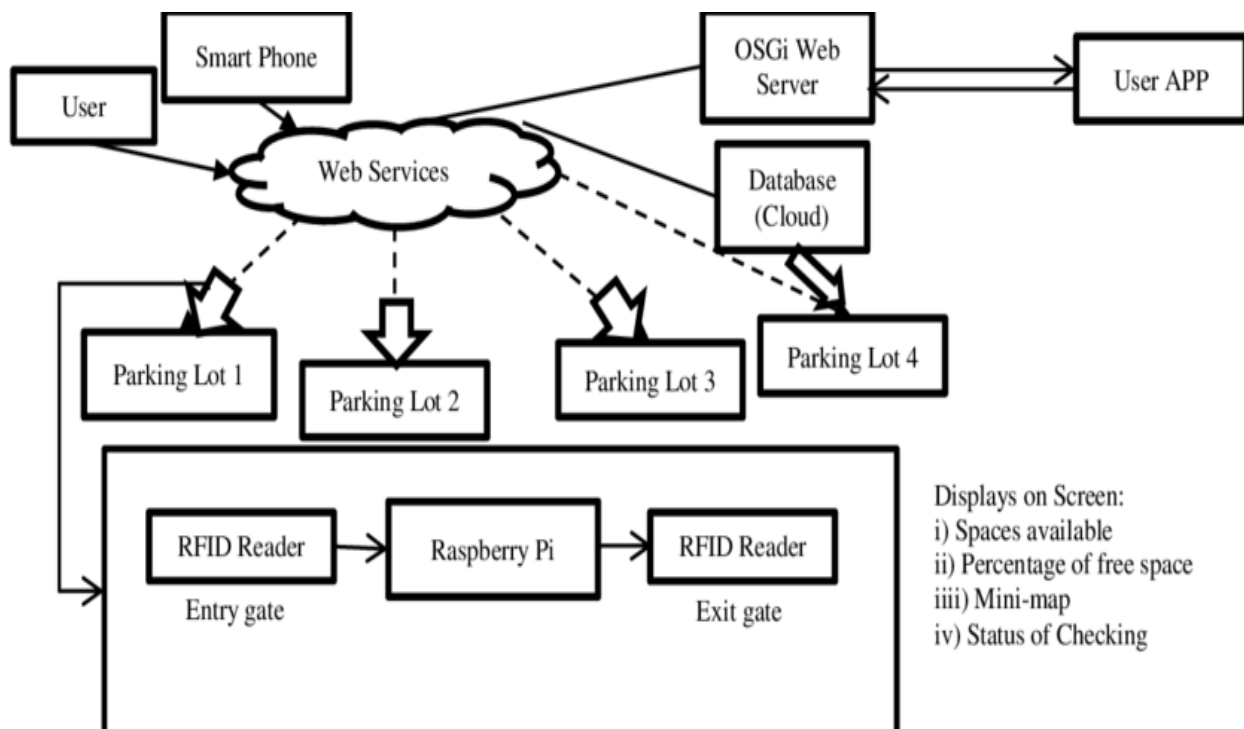 Smart Phone
User
OSGi Web
Server
User APP
Web Services
Database
(Cloud)
Parking Lot 1
Parking Lot 2
Parking Lot 3
Parking Lot 4
RFID Reader
Raspberry Pi
RFID Reader
Entry gate
Exit gate
Displays on Screen:
i) Spaces available
ii) Percentage of free space
iiii) Mini-map
iv) Status of Checking